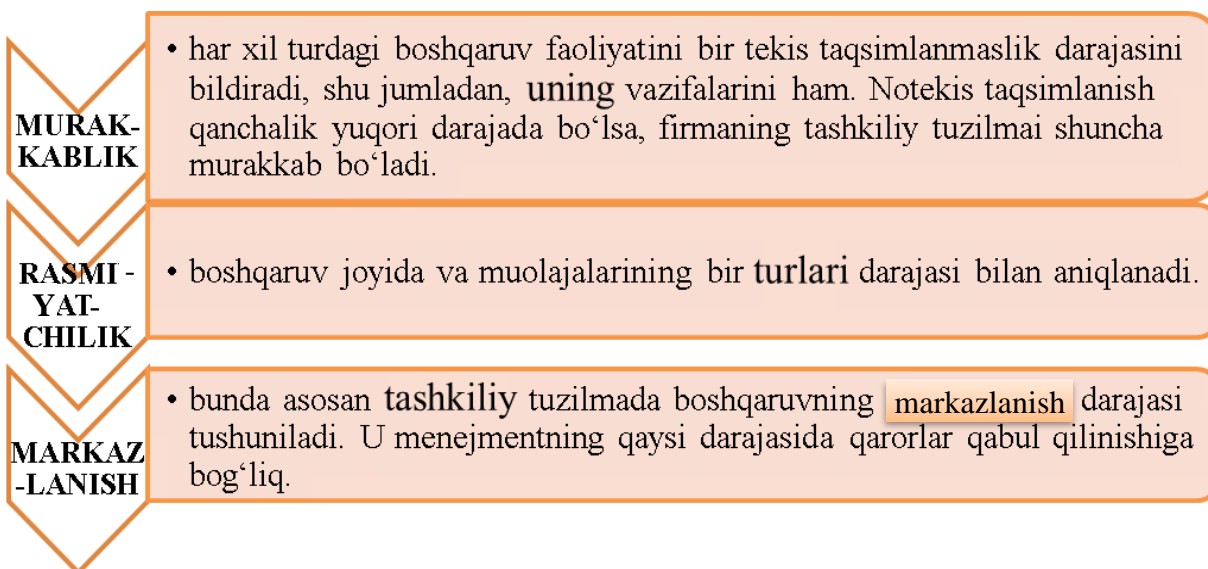 MURAK-
KABLIK
• har xil turdagi boshqaruv faoliyatini bir tekis taqsimlanmaslik darajasini
bildiradi, shu jumladan, uning vazifalarini ham. Notekis taqsimlanish
qanchalik yuqori darajada bo‘lsa, firmaning tashkiliy tuzilmai shuncha
murakkab bo‘ladi.
RASMI -
YAT-
CHILIK
• boshqaruv joyida va muolajalarining bir turlari darajasi bilan aniqlanadi.
MARKAZ
-LANISH
• bunda asosan tashkiliy tuzilmada boshqaruvning markazlanish darajasi
tushuniladi. U menejmentning qaysi darajasida qarorlar qabul qilinishiga
bog‘liq.